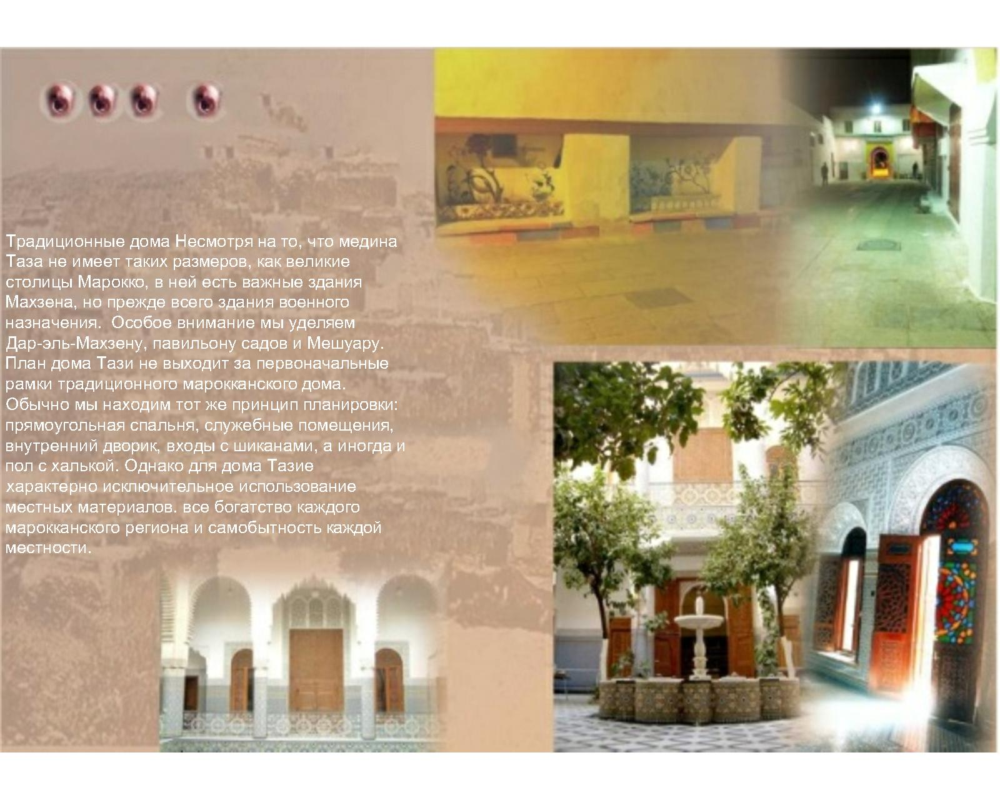 Традиционные дома Несмотря на то, что медина
Таза не имеет таких размеров, как великие
столицы Марокко, в ней есть важные здания
Махзена, но прежде всего здания военного
назначения.  Особое внимание мы уделяем
Дар-эль-Махзену, павильону садов и Мешуару.
План дома Тази не выходит за первоначальные
рамки традиционного марокканского дома.
Обычно мы находим тот же принцип планировки:
прямоугольная спальня, служебные помещения,
внутренний дворик, входы с шиканами, а иногда и
пол с халькой. Однако для дома Тазие
характерно исключительное использование
местных материалов. все богатство каждого
марокканского региона и самобытность каждой
местности.